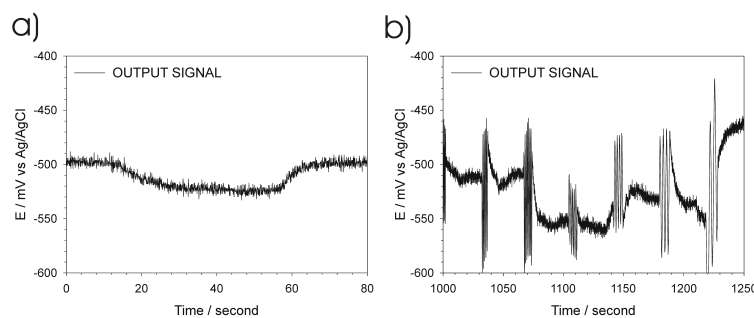 a)
OUTPUT SIGNAL
E / mV vs Ag/AgCl
-400
-450
-500
-550
-600
0 20 40 60 80
Time / second
b)
OUTPUT SIGNAL
E / mV vs Ag/AgCl
-400
-450
-500
-550
-600
1000 1050 1100 1150 1200 1250
Time / second